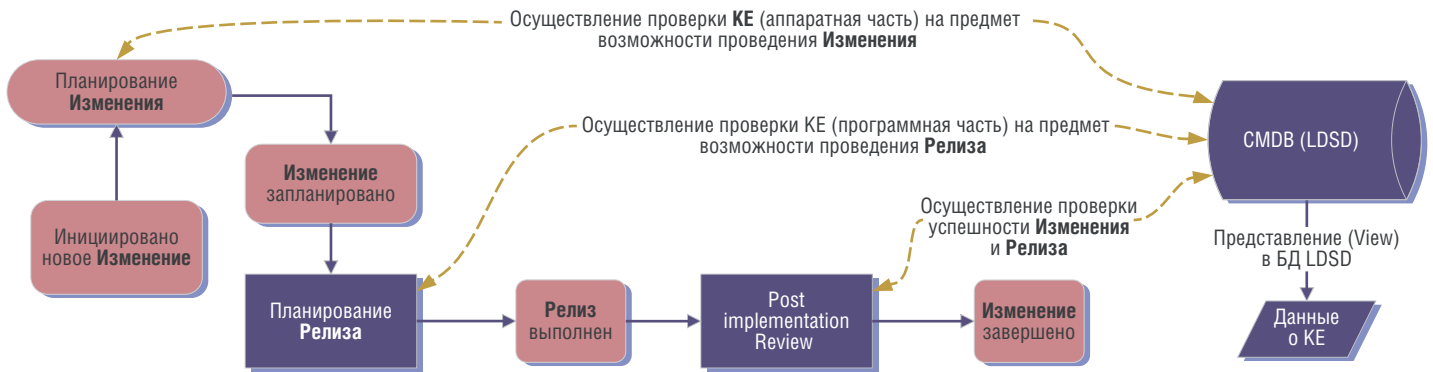 Осуществление проверки КЕ (аппаратная часть) на предмет
возможности проведения Изменения
Планирование
Изменения
Осуществление проверки КЕ (программная часть) на предмет
возможности проведения Релиза
CMDB (LDSD)
Изменение
запланировано
Инициировано
новое Изменение
Осуществление проверки
успешности Изменения
и Релиза
Представление (View)
в БД LDSD
Планирование
Релиза
Релиз
выполнен
Post
implementation
Review
Изменение
завершено
Данные
о КЕ